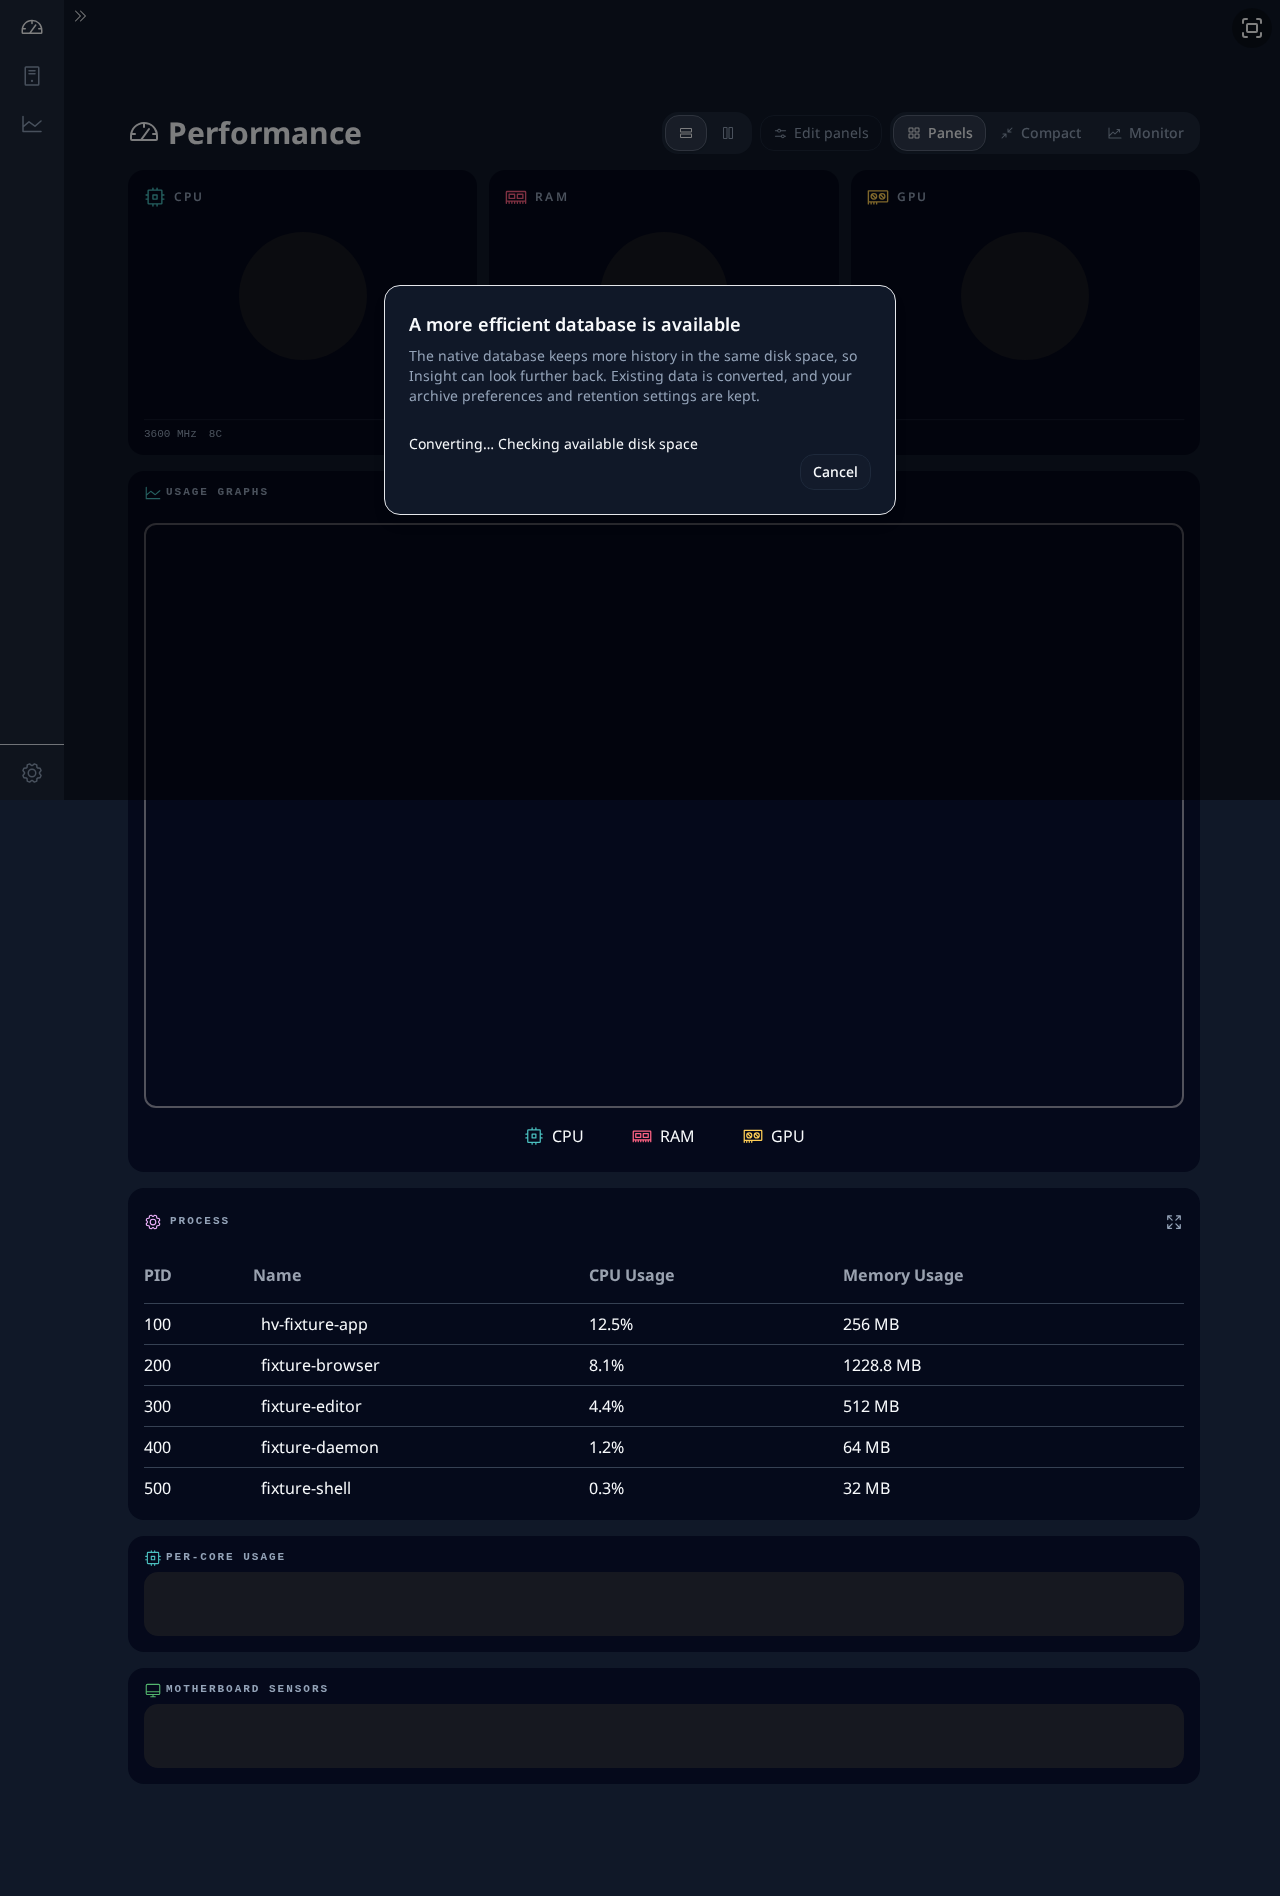 Performance
Edit panels
Panels
Compact
Monitor
CPU
RAM
GPU
3600 MHz 8C
A more efficient database is available
The native database keeps more history in the same disk space, so
Insight can look further back. Existing data is converted, and your
archive preferences and retention settings are kept.
Converting... Checking available disk space
Cancel
USAGE GRAPHS
CPU
RAM
GPU
PROCESS
PID Name CPU Usage Memory Usage
100 hv-fixture-app 12.5% 256 MB
200 fixture-browser 8.1% 1228.8 MB
300 fixture-editor 4.4% 512 MB
400 fixture-daemon 1.2% 64 MB
500 fixture-shell 0.3% 32 MB
PER-CORE USAGE
MOTHERBOARD SENSORS